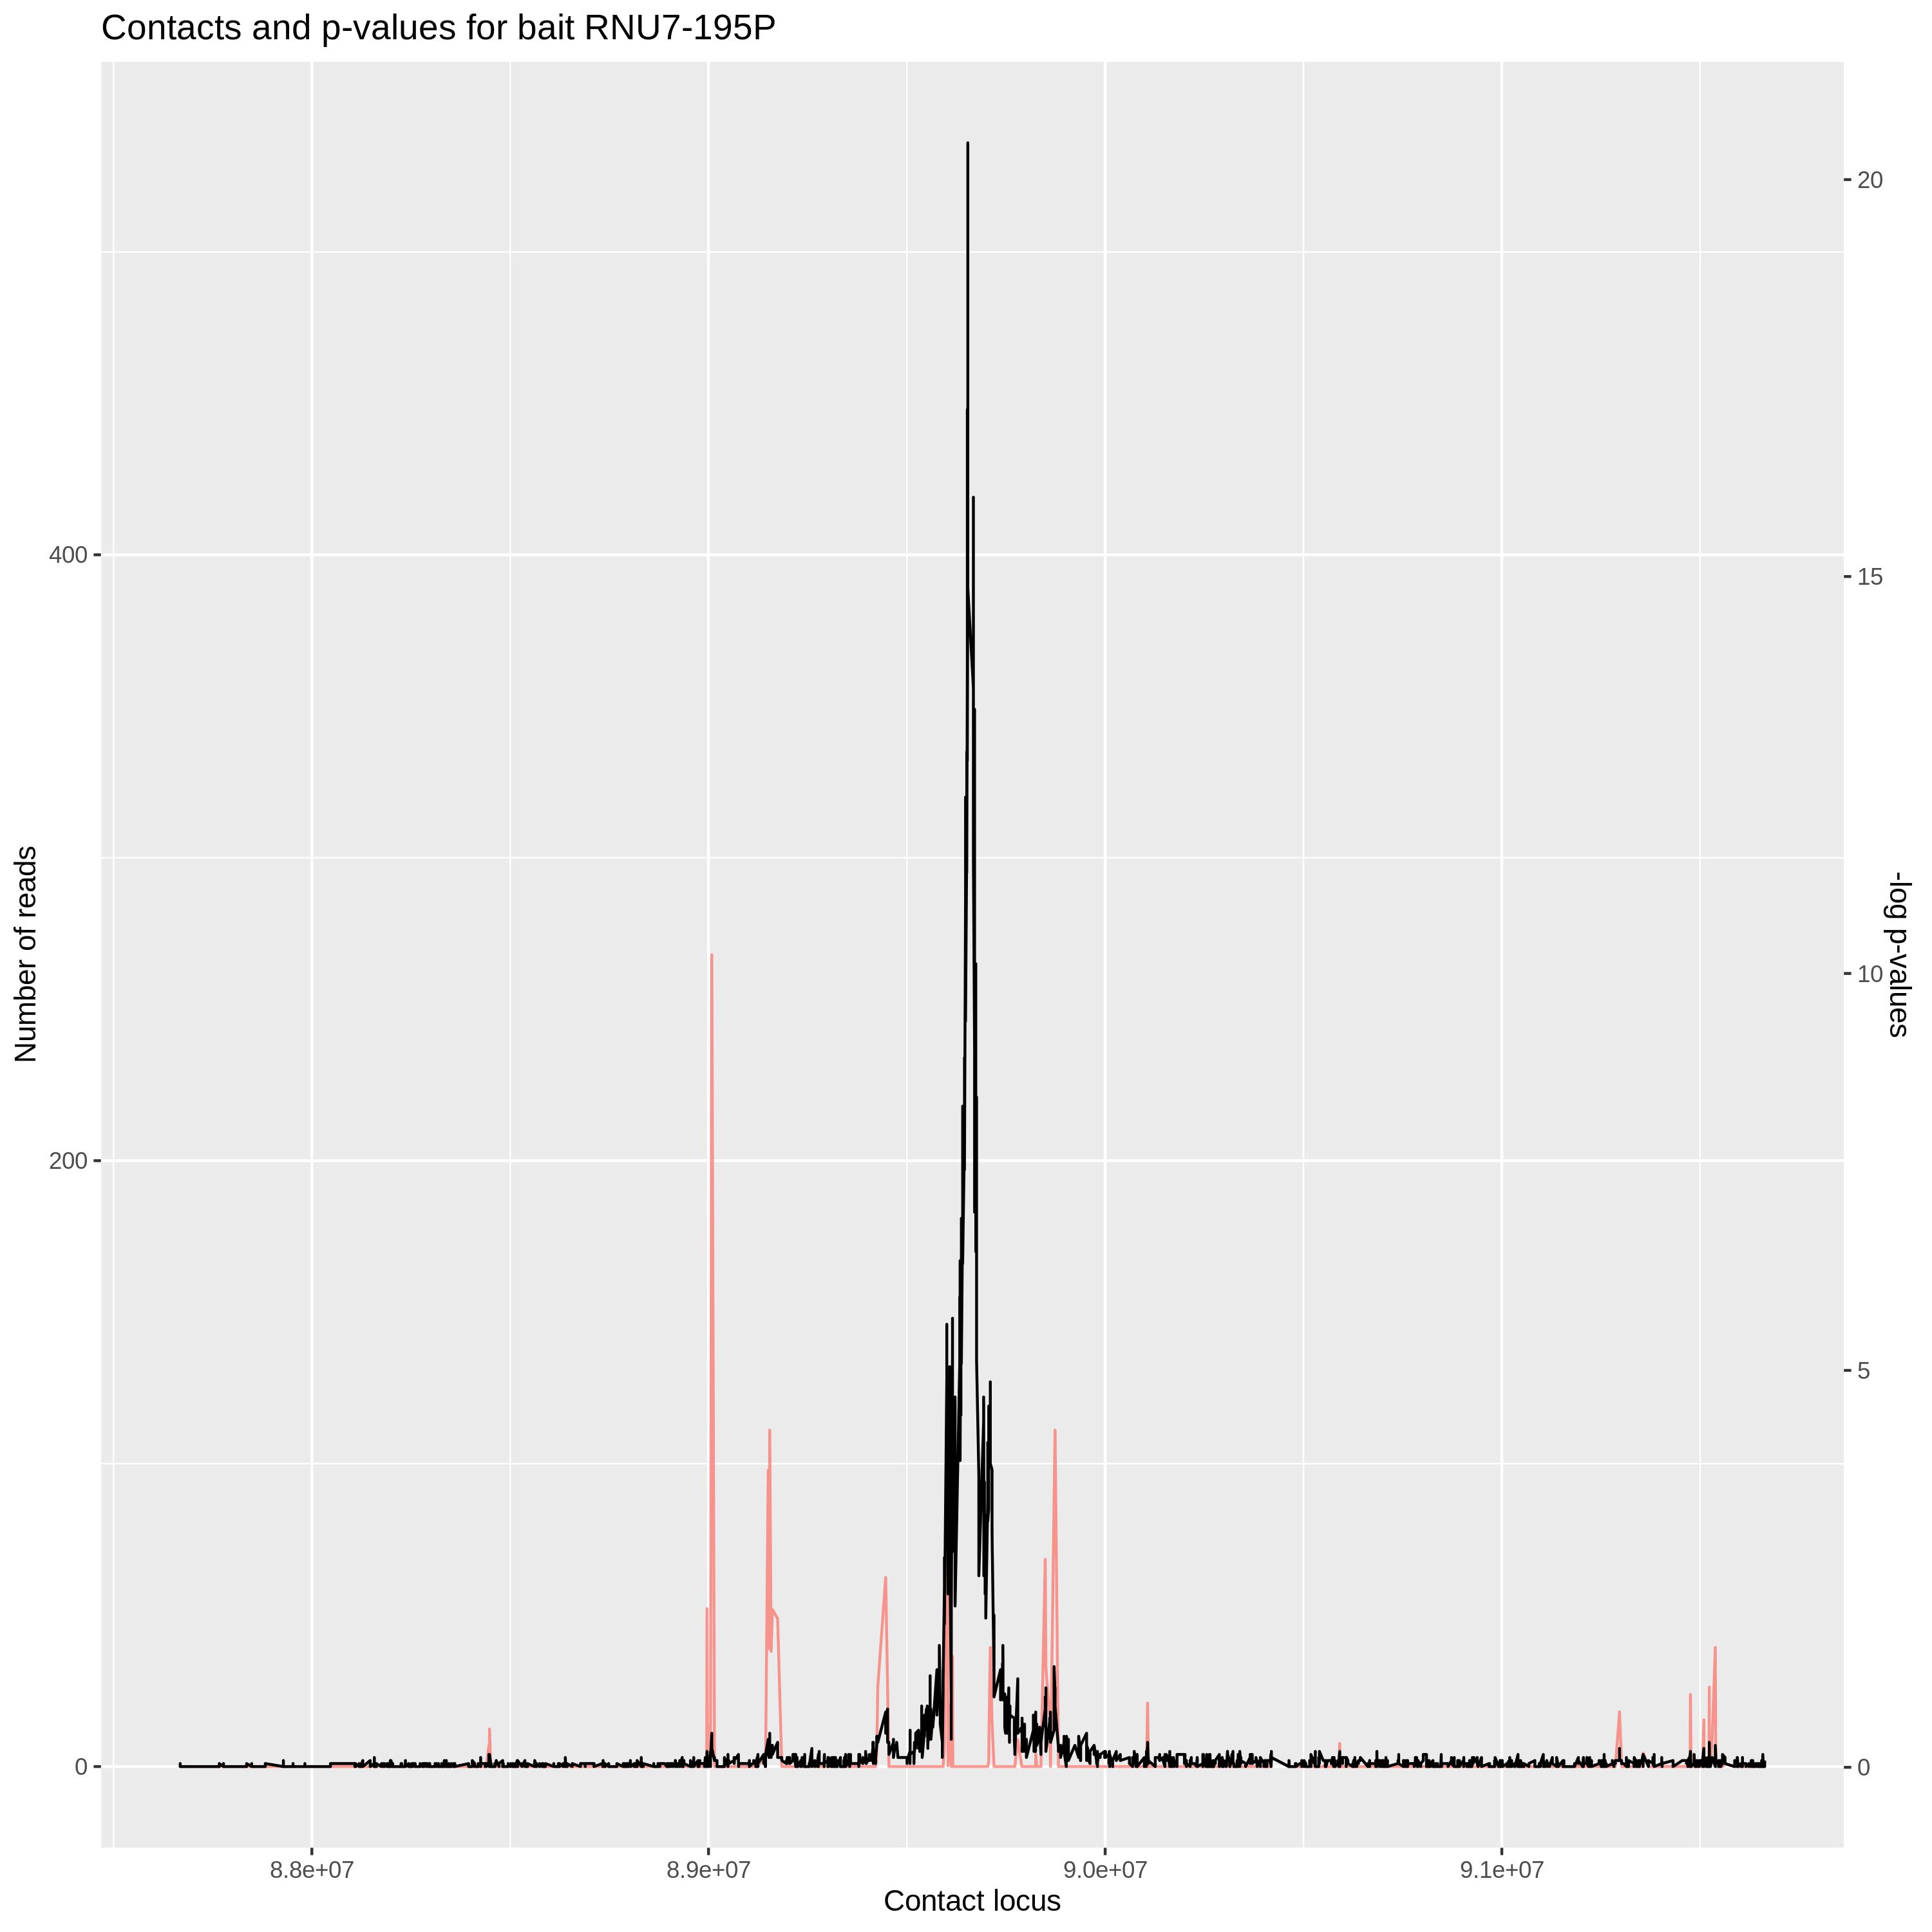 Contacts and p-values for bait RNU7-195P
Number of reads
400
200
0
20
15
10
5
0
-log p-values
8.8e+07
8.9e+07
9.0e+07
9.1e+07
Contact locus